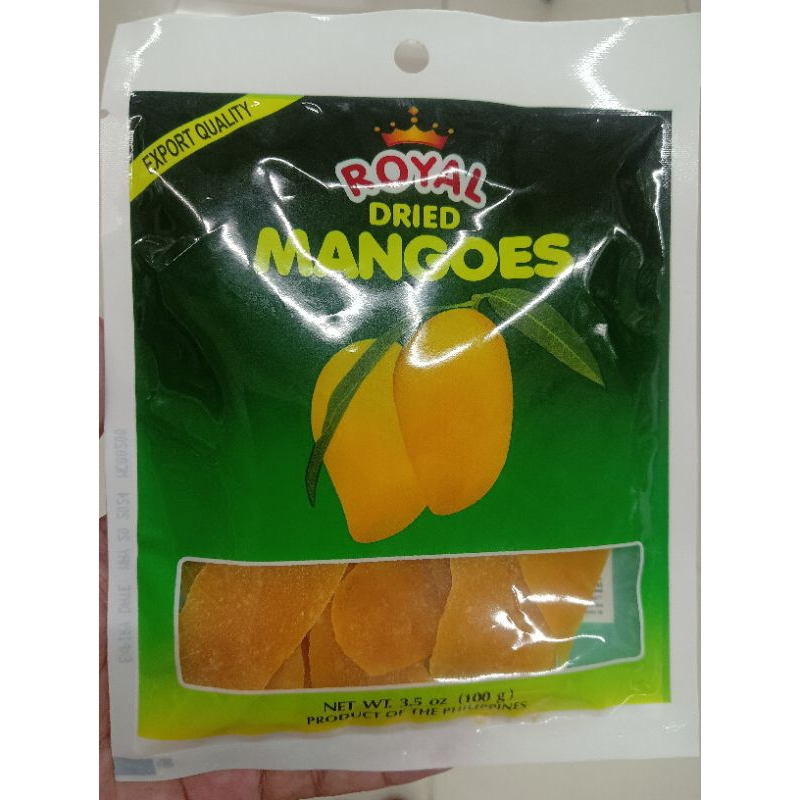 EXPORT QUALITY
ROYAL
DRIED
MANGOES
NET WT. 3.5 oz (100 g)
PRODUCT OF THE PHILIPPINES